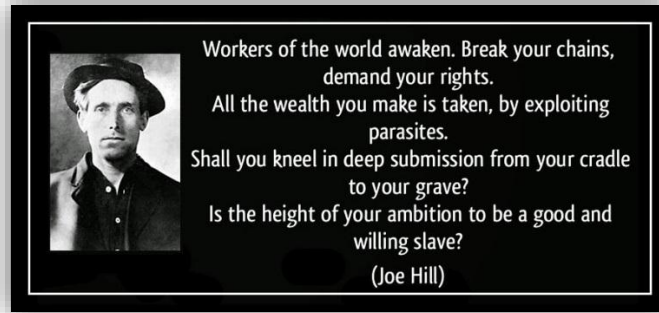 Workers of the world awaken. Break your chains,
demand your rights.
All the wealth you make is taken, by exploiting
parasites.
Shall you kneel in deep submission from your cradle
to your grave?
Is the height of your ambition to be a good and
willing slave?
(Joe Hill)